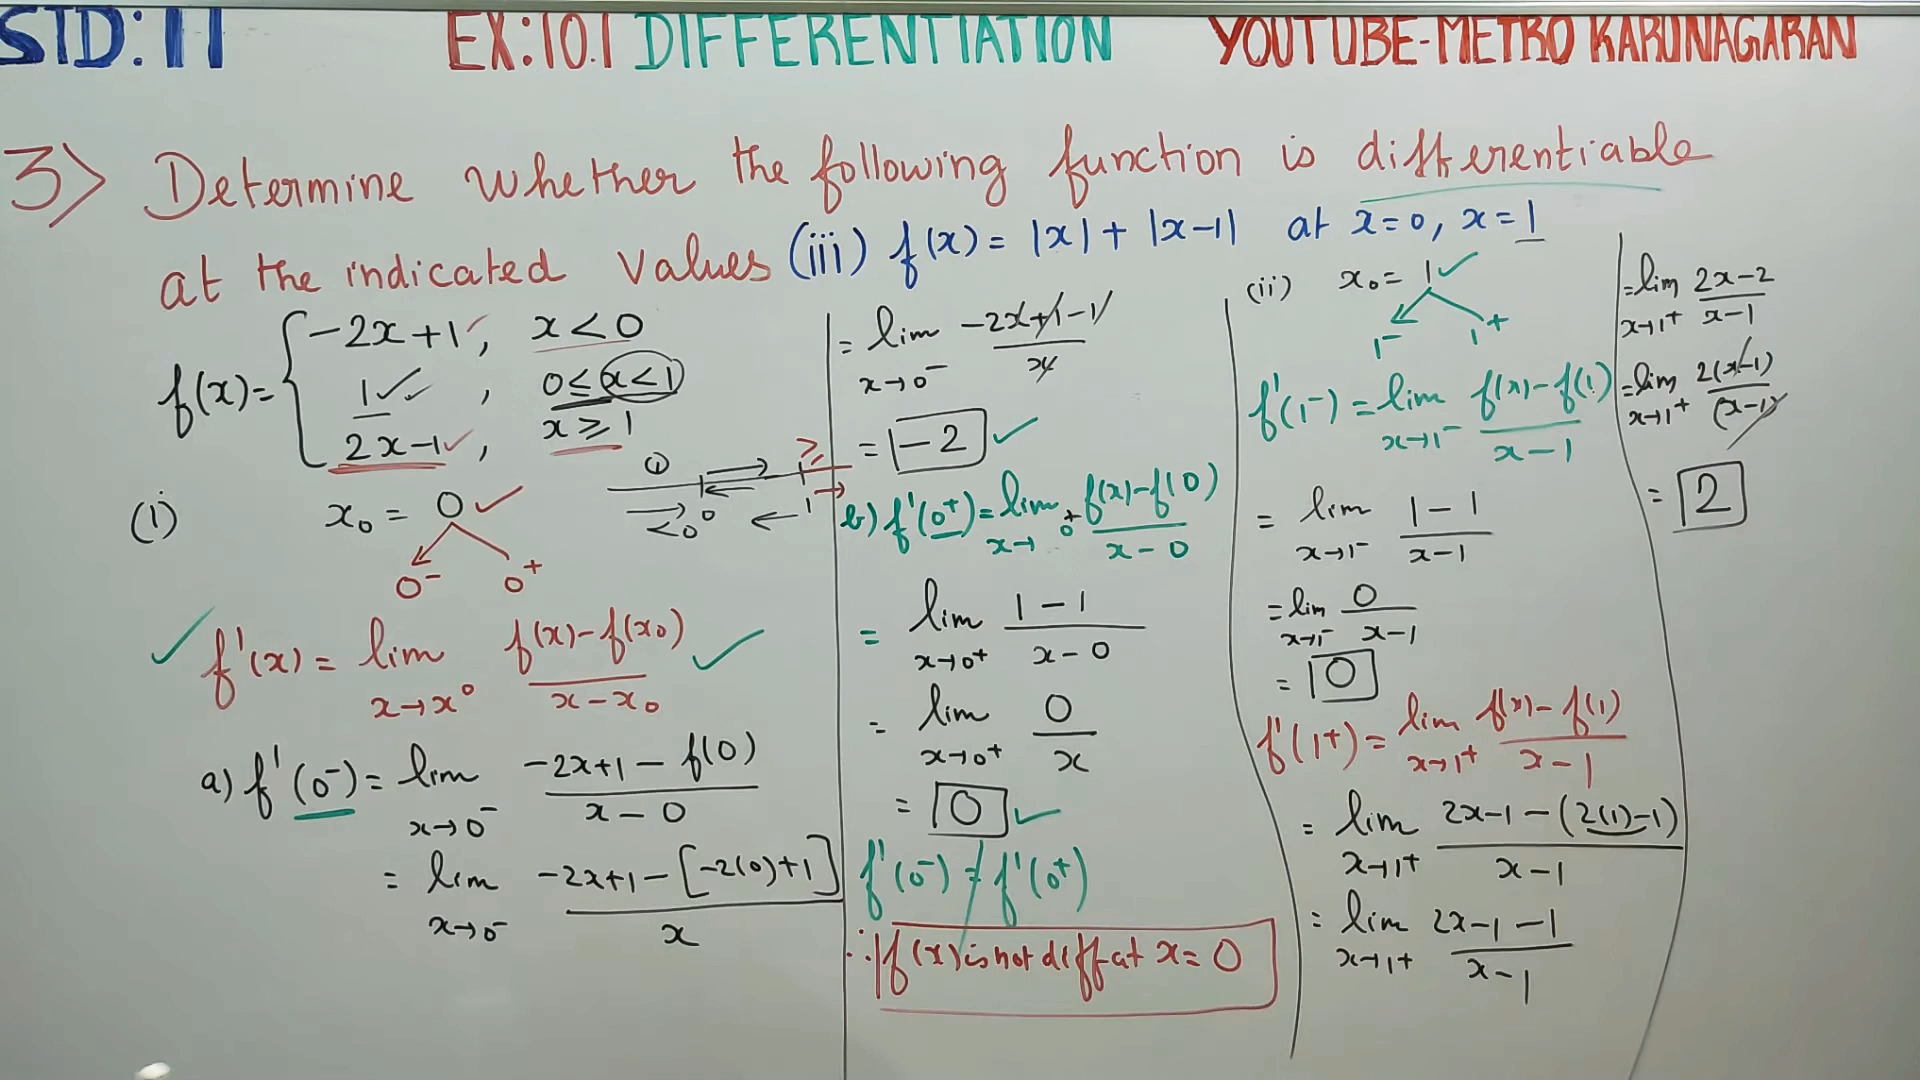 STD: 11 EX:10.1 DIFFERENTIATION YOUTUBE-METRO KARUNAGARAN
3) Determine whether the following function is differentiable
at the indicated values (iii) f(x) = |x| + |x-1| at x=0, x=1
f(x)= { -2x+1 ✓, x<0
1 ✓✓, 0≤x<1
2x-1 ✓, x≥1
① ≥
<0 0 1
(i) x₀ = 0 ✓
0⁻ 0⁺
✓ f'(x) = lim x→x⁰ f(x)-f(x₀) / x-x₀ ✓
a) f'(0⁻) = lim x→0⁻ -2x+1 - f(0) / x-0
= lim x→0⁻ -2x+1-[-2(0)+1] / x
= lim x→0⁻ -2x+1-1 / x
= -2 ✓
b) f'(0⁺) = lim x→0⁺ f(x)-f(0) / x-0
= lim x→0⁺ 1-1 / x-0
= lim x→0⁺ 0 / x
= 0 ✓
f'(0⁻) ≠ f'(0⁺)
∴ f(x) is not diff at x=0
(ii) x₀ = 1 ✓
1⁻ 1⁺
f'(1⁻) = lim x→1⁻ f(x)-f(1) / x-1
= lim x→1⁻ 1-1 / x-1
= lim x→1⁻ 0 / x-1
= 0
f'(1+) = lim x→1+ f(x)-f(1) / x-1
= lim x→1+ 2x-1-(2(1)-1) / x-1
= lim x→1+ 2x-1-1 / x-1
= lim x→1+ 2x-2 / x-1
= lim x→1+ 2(x-1) / (x-1)
= 2